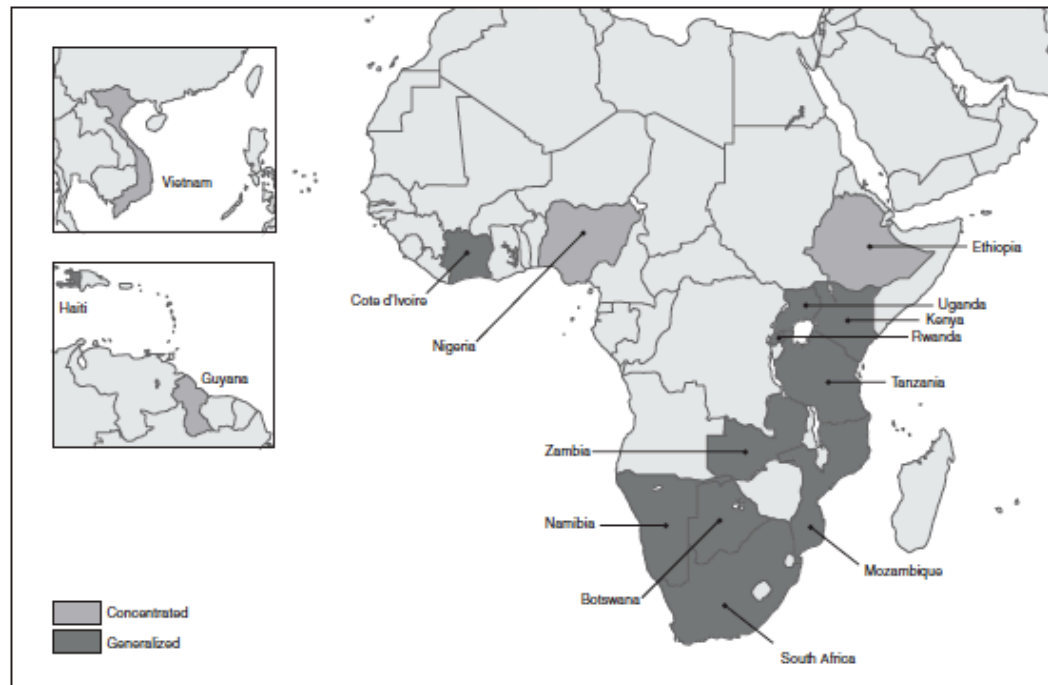 Vietnam
Haiti
Guyana
Cote d'Ivoire
Nigeria
Ethiopia
Uganda
Kenya
Rwanda
Tanzania
Zambia
Namibia
Mozambique
Botswana
South Africa
Concentrated
Generalized